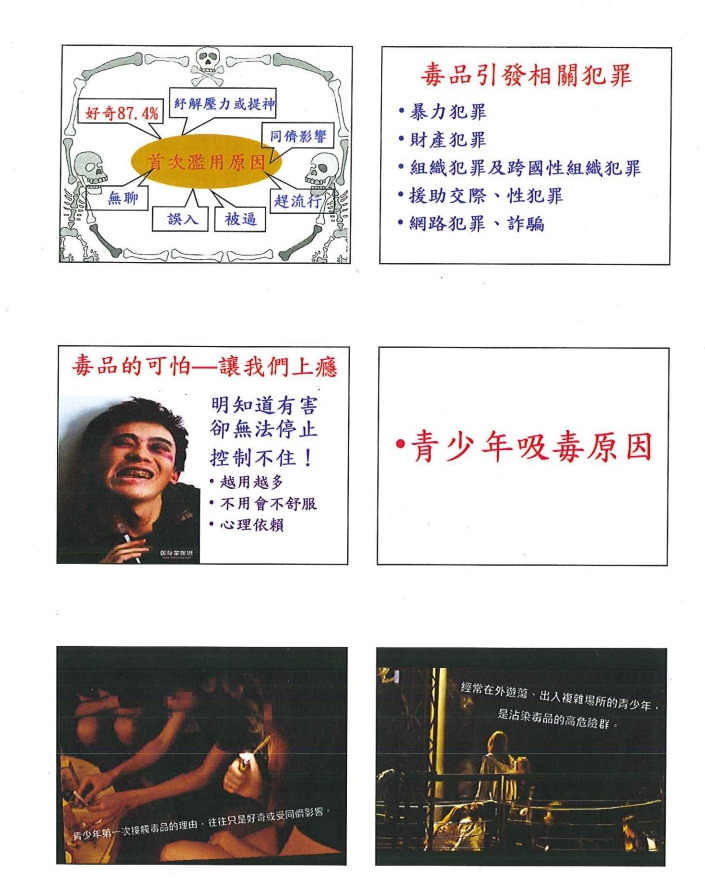 好奇87.4%
紓解壓力或提神
同儕影響
首次濫用原因
無聊
誤入
被逼
趕流行
毒品引發相關犯罪
•暴力犯罪
•財產犯罪
•組織犯罪及跨國性組織犯罪
•援助交際、性犯罪
•網路犯罪、詐騙
毒品的可怕—讓我們上癮
明知道有害
卻無法停止
控制不住！
•越用越多
•不用會不舒服
•心理依賴
•青少年吸毒原因
青少年第一次接觸毒品的理由，往往只是好奇或受同儕影響。
經常在外遊蕩、出入複雜場所的青少年，
是沾染毒品的高危險群。